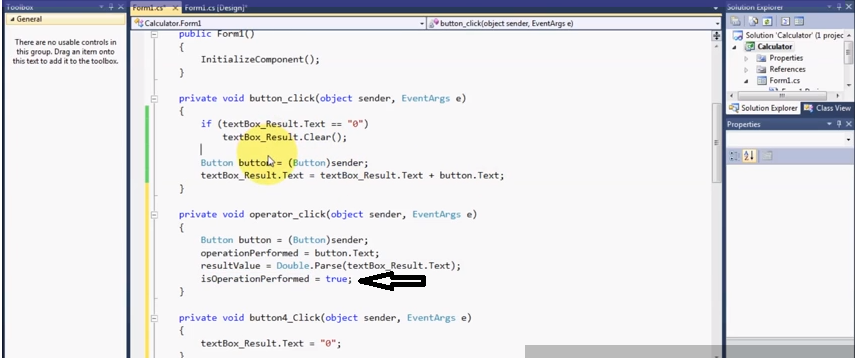 Toolbox
General
There are no usable controls in
this group. Drag an item onto
this text to add it to the toolbox.
Form1.cs* Form1.cs [Design]*
Calculator.Form1 button_click(object sender, EventArgs e)
public Form1()
{
InitializeComponent();
}
private void button_click(object sender, EventArgs e)
{
if (textBox_Result.Text == "0")
textBox_Result.Clear();
Button button = (Button)sender;
textBox_Result.Text = textBox_Result.Text + button.Text;
}
private void operator_click(object sender, EventArgs e)
{
Button button = (Button)sender;
operationPerformed = button.Text;
resultValue = Double.Parse(textBox_Result.Text);
isOperationPerformed = true;
}
private void button4_Click(object sender, EventArgs e)
{
textBox_Result.Text = "0";
Solution Explorer
Solution 'Calculator' (1 projec
Calculator
Properties
References
Form1.cs
Solution Explorer Class View
Properties